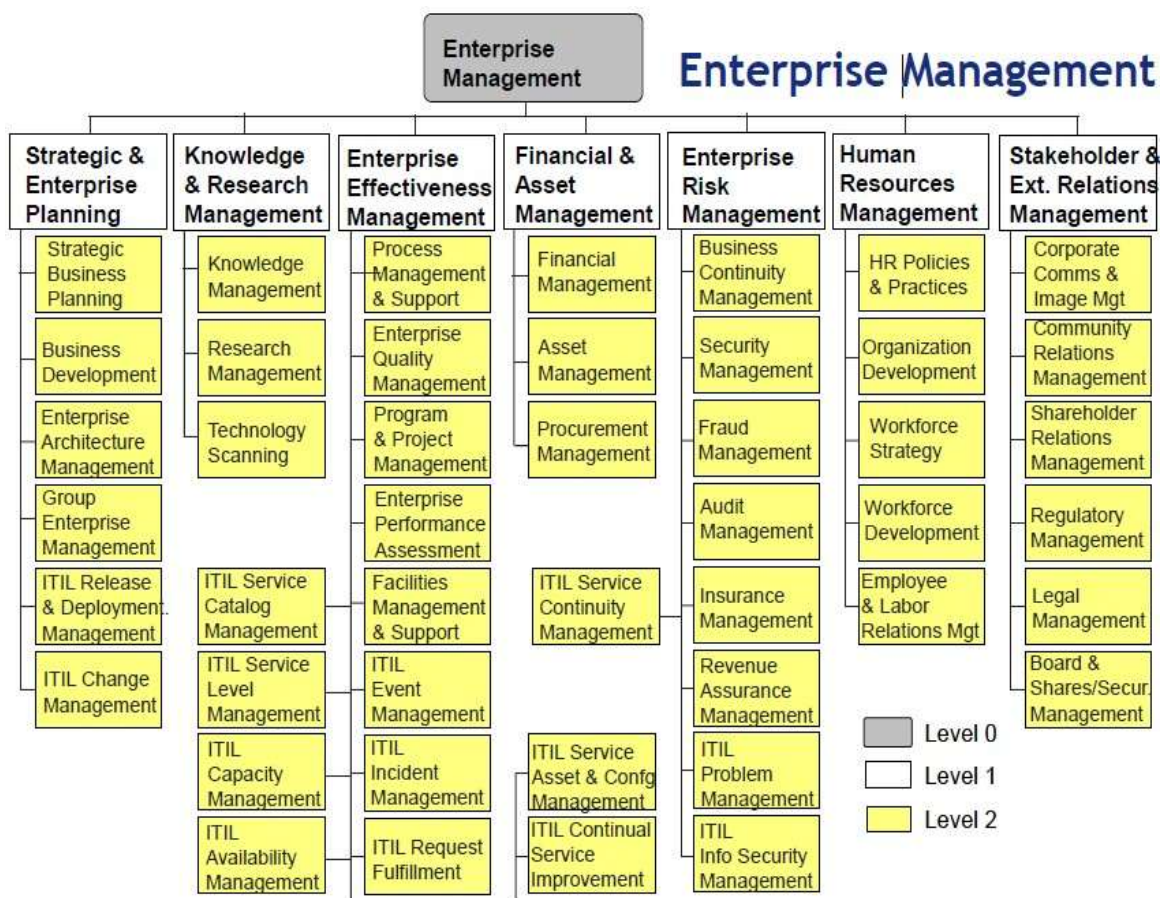 Enterprise
Management
Enterprise Management
Strategic &
Enterprise
Planning
Strategic
Business
Planning
Business
Development
Enterprise
Architecture
Management
Group
Enterprise
Management
ITIL Release
& Deployment.
Management
ITIL Change
Management
Knowledge
& Research
Management
Knowledge
Management
Research
Management
Technology
Scanning
ITIL Service
Catalog
Management
ITIL Service
Level
Management
ITIL
Capacity
Management
ITIL
Availability
Management
Enterprise
Effectiveness
Management
Process
Management
& Support
Enterprise
Quality
Management
Program
& Project
Management
Enterprise
Performance
Assessment
Facilities
Management
& Support
ITIL
Event
Management
ITIL
Incident
Management
ITIL Request
Fulfillment
Financial &
Asset
Management
Financial
Management
Asset
Management
Procurement
Management
ITIL Service
Continuity
Management
ITIL Service
Asset & Confg
Management
ITIL Continual
Service
Improvement
Enterprise
Risk
Management
Business
Continuity
Management
Security
Management
Fraud
Management
Audit
Management
Insurance
Management
Revenue
Assurance
Management
ITIL
Problem
Management
ITIL
Info Security
Management
Human
Resources
Management
HR Policies
& Practices
Organization
Development
Workforce
Strategy
Workforce
Development
Employee
& Labor
Relations Mgt
Stakeholder &
Ext. Relations
Management
Corporate
Comms &
Image Mgt
Community
Relations
Management
Shareholder
Relations
Management
Regulatory
Management
Legal
Management
Board &
Shares/Secur.
Management
Level 0
Level 1
Level 2